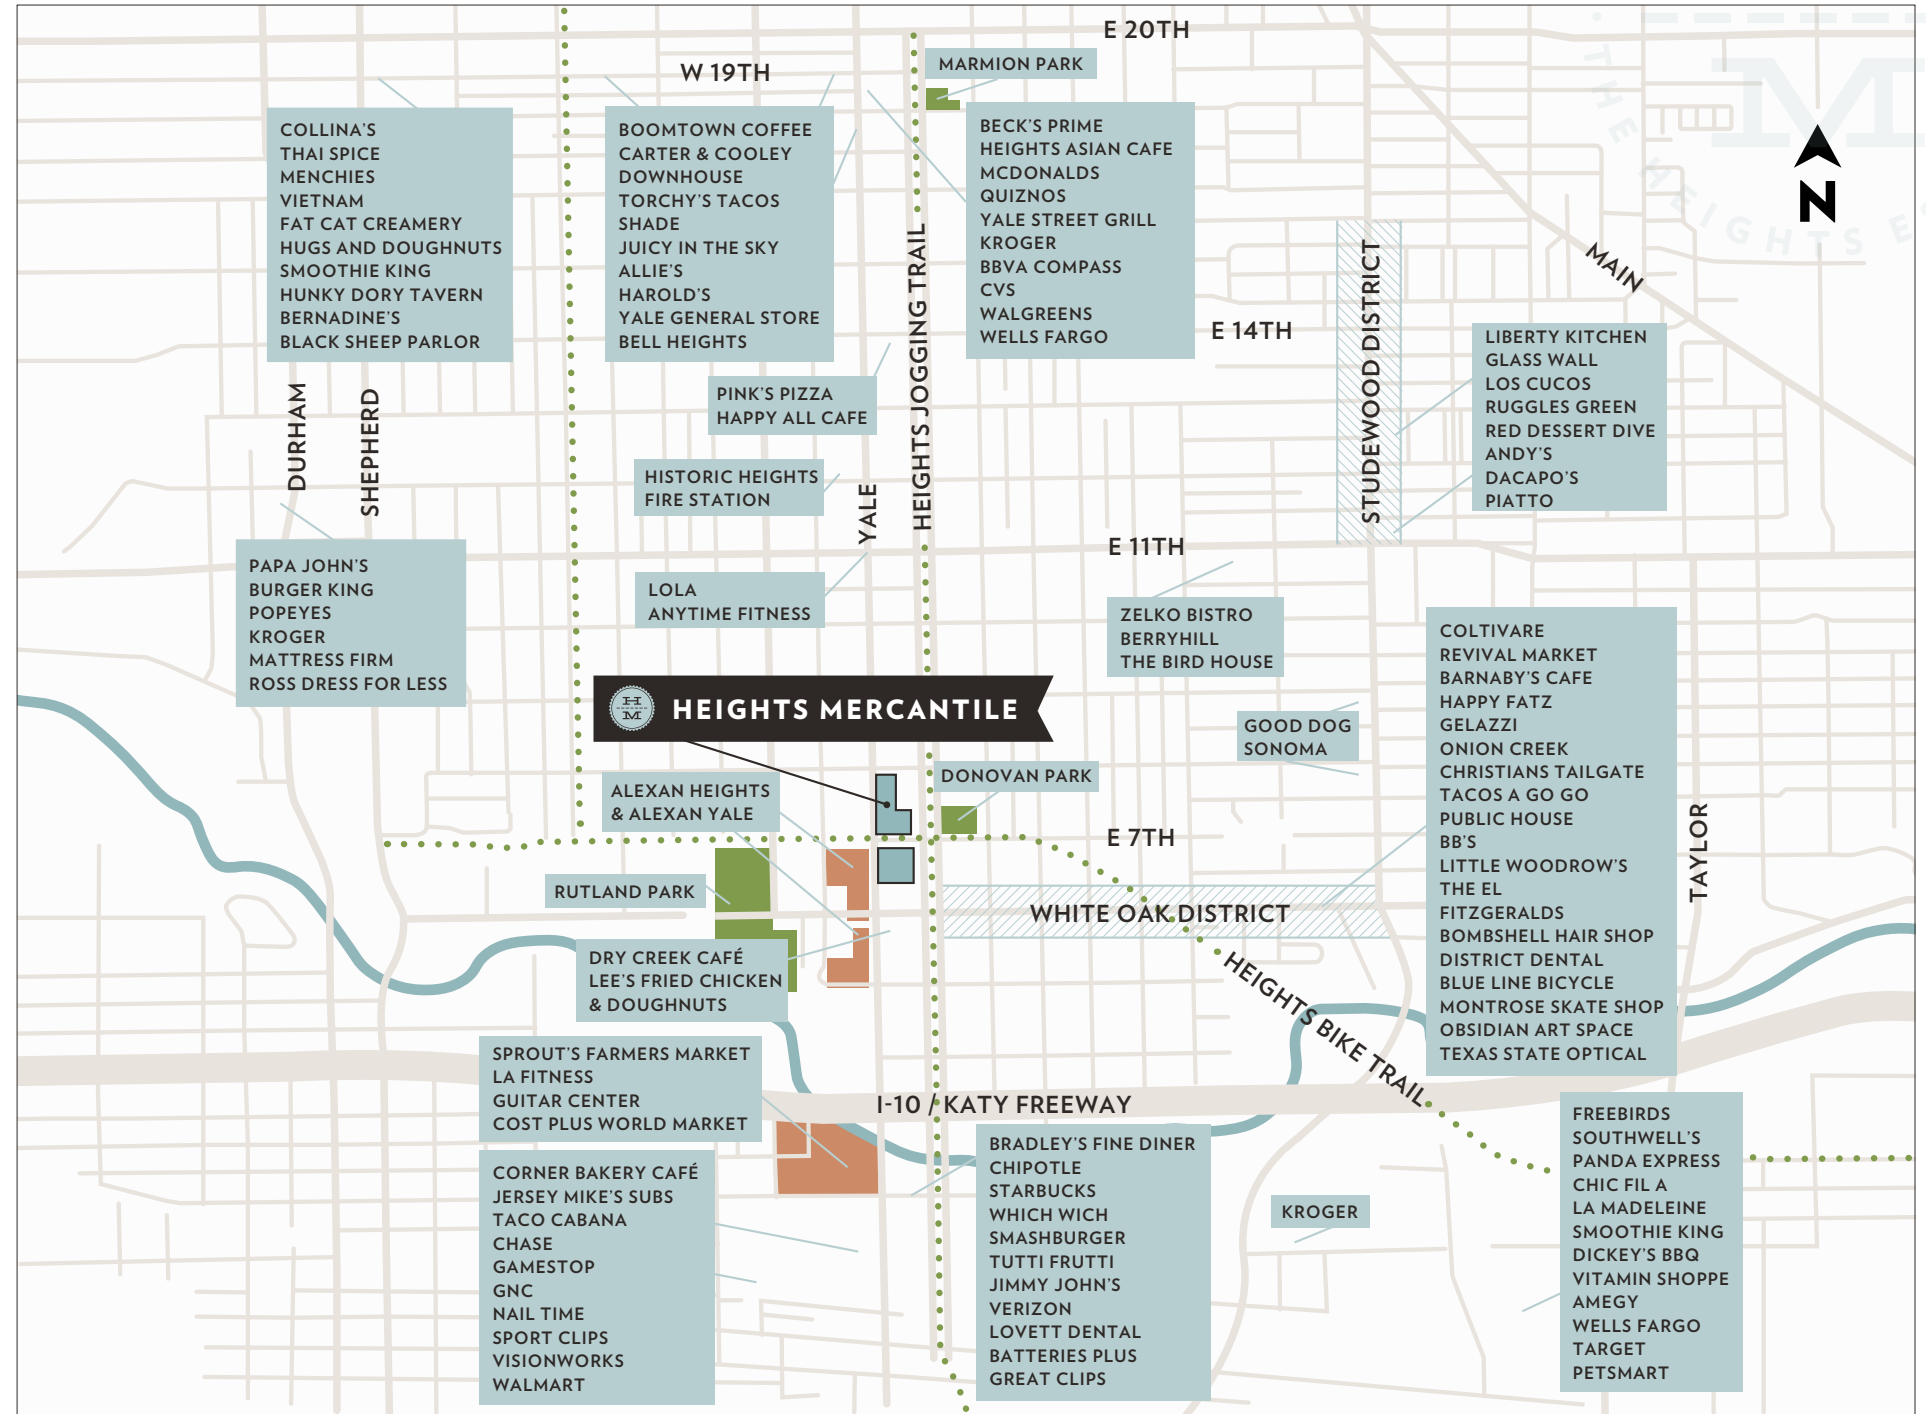 E 20TH
W 19TH
MARMION PARK
THE HEIGHTS E
M
N
COLLINA'S
THAI SPICE
MENCHIES
VIETNAM
FAT CAT CREAMERY
HUGS AND DOUGHNUTS
SMOOTHIE KING
HUNKY DORY TAVERN
BERNADINE'S
BLACK SHEEP PARLOR
BOOMTOWN COFFEE
CARTER & COOLEY
DOWNHOUSE
TORCHY'S TACOS
SHADE
JUICY IN THE SKY
ALLIE'S
HAROLD'S
YALE GENERAL STORE
BELL HEIGHTS
BECK'S PRIME
HEIGHTS ASIAN CAFE
MCDONALDS
QUIZNOS
YALE STREET GRILL
KROGER
BBVA COMPASS
CVS
WALGREENS
WELLS FARGO
HEIGHTS JOGGING TRAIL
E 14TH
STUDEWOOD DISTRICT
MAIN
LIBERTY KITCHEN
GLASS WALL
LOS CUCOS
RUGGLES GREEN
RED DESSERT DIVE
ANDY'S
DACAPO'S
PIATTO
PINK'S PIZZA
HAPPY ALL CAFE
DURHAM
SHEPHERD
HISTORIC HEIGHTS
FIRE STATION
YALE
E 11TH
PAPA JOHN'S
BURGER KING
POPEYES
KROGER
MATTRESS FIRM
ROSS DRESS FOR LESS
LOLA
ANYTIME FITNESS
ZELKO BISTRO
BERRYHILL
THE BIRD HOUSE
H
M
HEIGHTS MERCANTILE
GOOD DOG
SONOMA
COLTIVARE
REVIVAL MARKET
BARNABY'S CAFE
HAPPY FATZ
GELAZZI
ONION CREEK
CHRISTIANS TAILGATE
TACOS A GO GO
PUBLIC HOUSE
BB'S
LITTLE WOODROW'S
THE EL
FITZGERALDS
BOMBSHELL HAIR SHOP
DISTRICT DENTAL
BLUE LINE BICYCLE
MONTROSE SKATE SHOP
OBSIDIAN ART SPACE
TEXAS STATE OPTICAL
TAYLOR
ALEXAN HEIGHTS
& ALEXAN YALE
DONOVAN PARK
E 7TH
RUTLAND PARK
WHITE OAK DISTRICT
DRY CREEK CAFÉ
LEE'S FRIED CHICKEN
& DOUGHNUTS
HEIGHTS BIKE TRAIL
SPROUT'S FARMERS MARKET
LA FITNESS
GUITAR CENTER
COST PLUS WORLD MARKET
I-10 / KATY FREEWAY
CORNER BAKERY CAFÉ
JERSEY MIKE'S SUBS
TACO CABANA
CHASE
GAMESTOP
GNC
NAIL TIME
SPORT CLIPS
VISIONWORKS
WALMART
BRADLEY'S FINE DINER
CHIPOTLE
STARBUCKS
WHICH WICH
SMASHBURGER
TUTTI FRUTTI
JIMMY JOHN'S
VERIZON
LOVETT DENTAL
BATTERIES PLUS
GREAT CLIPS
KROGER
FREEBIRDS
SOUTHWELL'S
PANDA EXPRESS
CHIC FIL A
LA MADELEINE
SMOOTHIE KING
DICKEY'S BBQ
VITAMIN SHOPPE
AMEGY
WELLS FARGO
TARGET
PETSMART